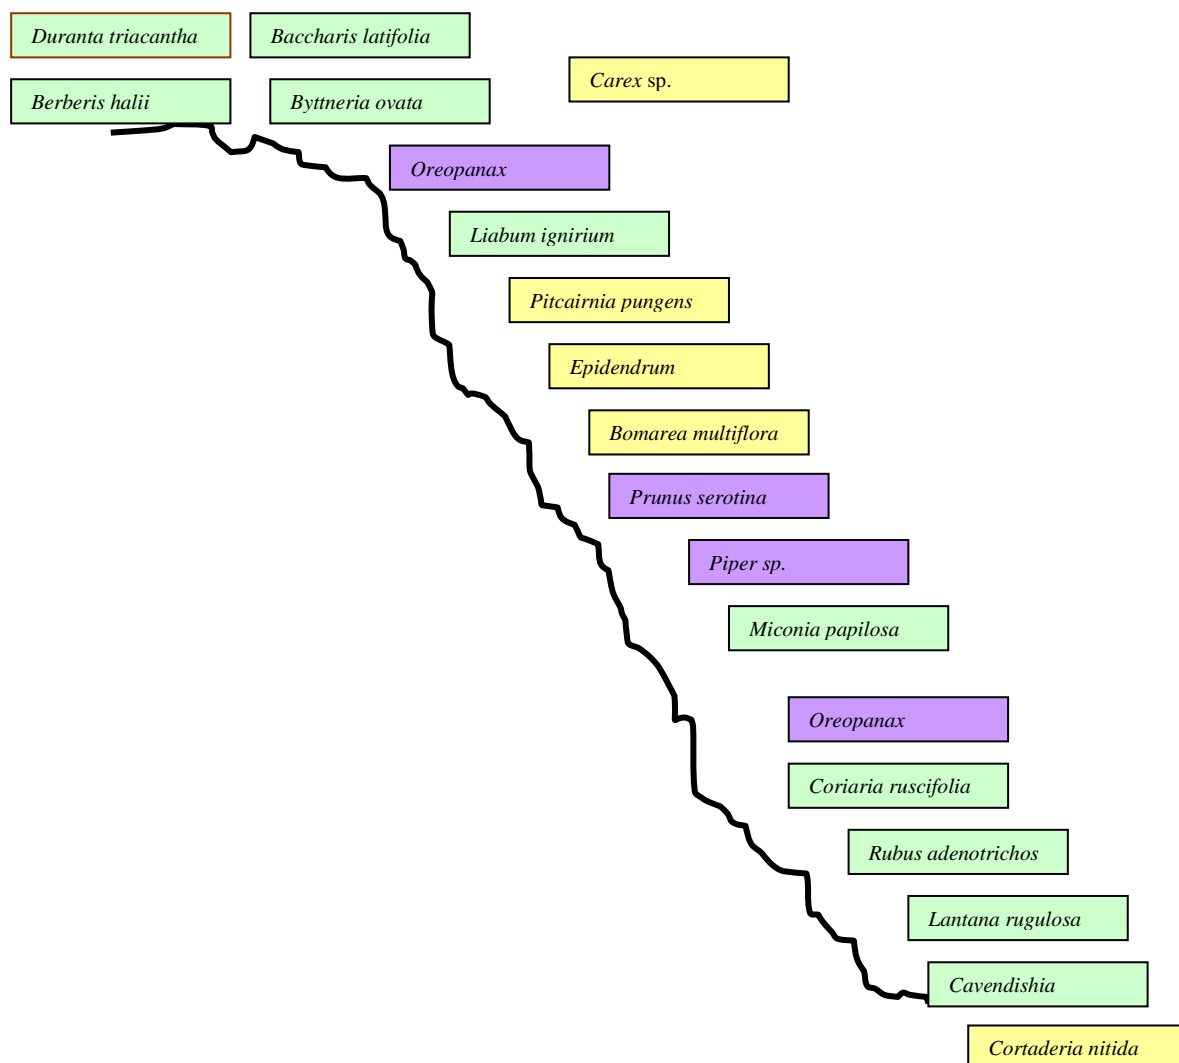 Duranta triacantha
Baccharis latifolia
Carex sp.
Berberis halii
Byttneria ovata
Oreopanax
Liabum ignirium
Pitcairnia pungens
Epidendrum
Bomarea multiflora
Prunus serotina
Piper sp.
Miconia papilosa
Oreopanax
Coriaria ruscifolia
Rubus adenotrichos
Lantana rugulosa
Cavendishia
Cortaderia nitida